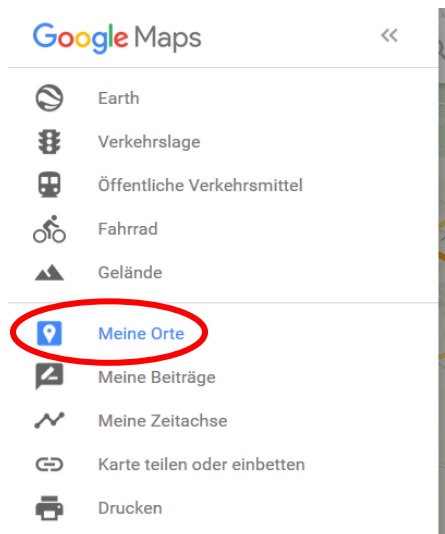 Google Maps
Earth
Verkehrslage
Öffentliche Verkehrsmittel
Fahrrad
Gelände
Meine Orte
Meine Beiträge
Meine Zeitachse
Karte teilen oder einbetten
Drucken